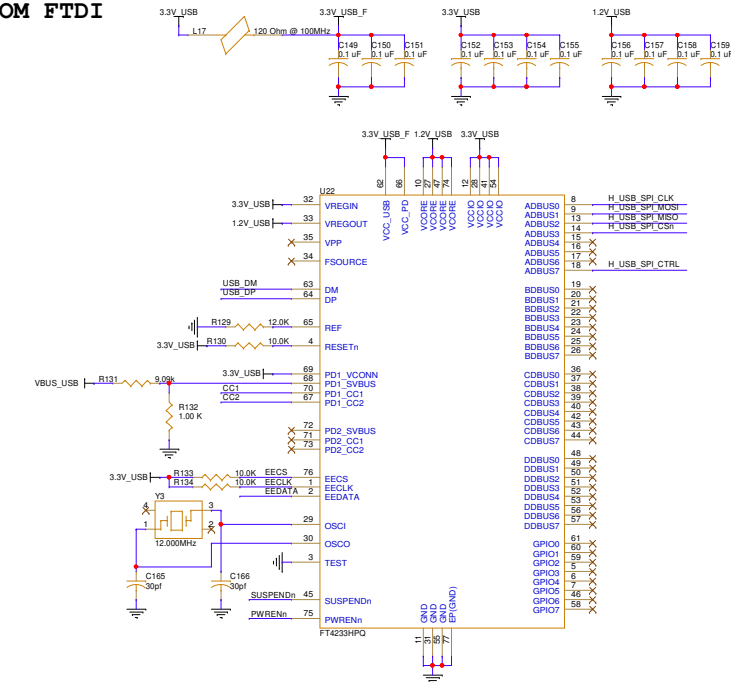 OM FTDI
3.3V_USB
L17
120 Ohm @ 100MHz
3.3V_USB_F
C149
0.1 uF
C150
0.1 uF
C151
0.1 uF
3.3V_USB
C152
0.1 uF
C153
0.1 uF
C154
0.1 uF
C155
0.1 uF
1.2V_USB
C156
0.1 uF
C157
0.1 uF
C158
0.1 uF
C159
0.1 uF
3.3V_USB_F 1.2V_USB 3.3V_USB
62 66 10 27 47 74 12 28 41 54
VCC_USB VCC_PD VCORE VCORE VCORE VCORE VCCIO VCCIO VCCIO VCCIO
U22
3.3V_USB 32 VREGIN
1.2V_USB 33 VREGOUT
35 VPP
34 FSOURCE
USB_DM 63 DM
USB_DP 64 DP
R129 12.0K 65 REF
3.3V_USB R130 10.0K 4 RESETn
3.3V_USB 69 PD1_VCONN
VBUS_USB R131 9.09k 68 PD1_SVBUS
CC1 70 PD1_CC1
CC2 67 PD1_CC2
R132
1.00 K
72 PD2_SVBUS
71 PD2_CC1
73 PD2_CC2
3.3V_USB R133 10.0K EECS 76 EECS
R134 10.0K EECLK 1 EECLK
EEDATA 2 EEDATA
Y3
4 3
1 2
12.000MHz
29 OSCI
30 OSCO
3 TEST
C165
30pf
C166
30pf
SUSPENDn 45 SUSPENDn
PWRENn 75 PWRENn
FT4233HPQ
ADBUS0 8 H_USB_SPI_CLK
ADBUS1 9 H_USB_SPI_MOSI
ADBUS2 13 H_USB_SPI_MISO
ADBUS3 14 H_USB_SPI_CSn
ADBUS4 15
ADBUS5 16
ADBUS6 17
ADBUS7 18 H_USB_SPI_CTRL
BDBUS0 19
BDBUS1 20
BDBUS2 21
BDBUS3 22
BDBUS4 23
BDBUS5 24
BDBUS6 25
BDBUS7 26
CDBUS0 36
CDBUS1 37
CDBUS2 38
CDBUS3 39
CDBUS4 40
CDBUS5 42
CDBUS6 43
CDBUS7 44
DDBUS0 48
DDBUS1 49
DDBUS2 50
DDBUS3 51
DDBUS4 52
DDBUS5 53
DDBUS6 56
DDBUS7 57
GPIO0 61
GPIO1 60
GPIO2 59
GPIO3 5
GPIO4 6
GPIO5 7
GPIO6 46
GPIO7 58
GND GND GND EP(GND)
11 31 55 77